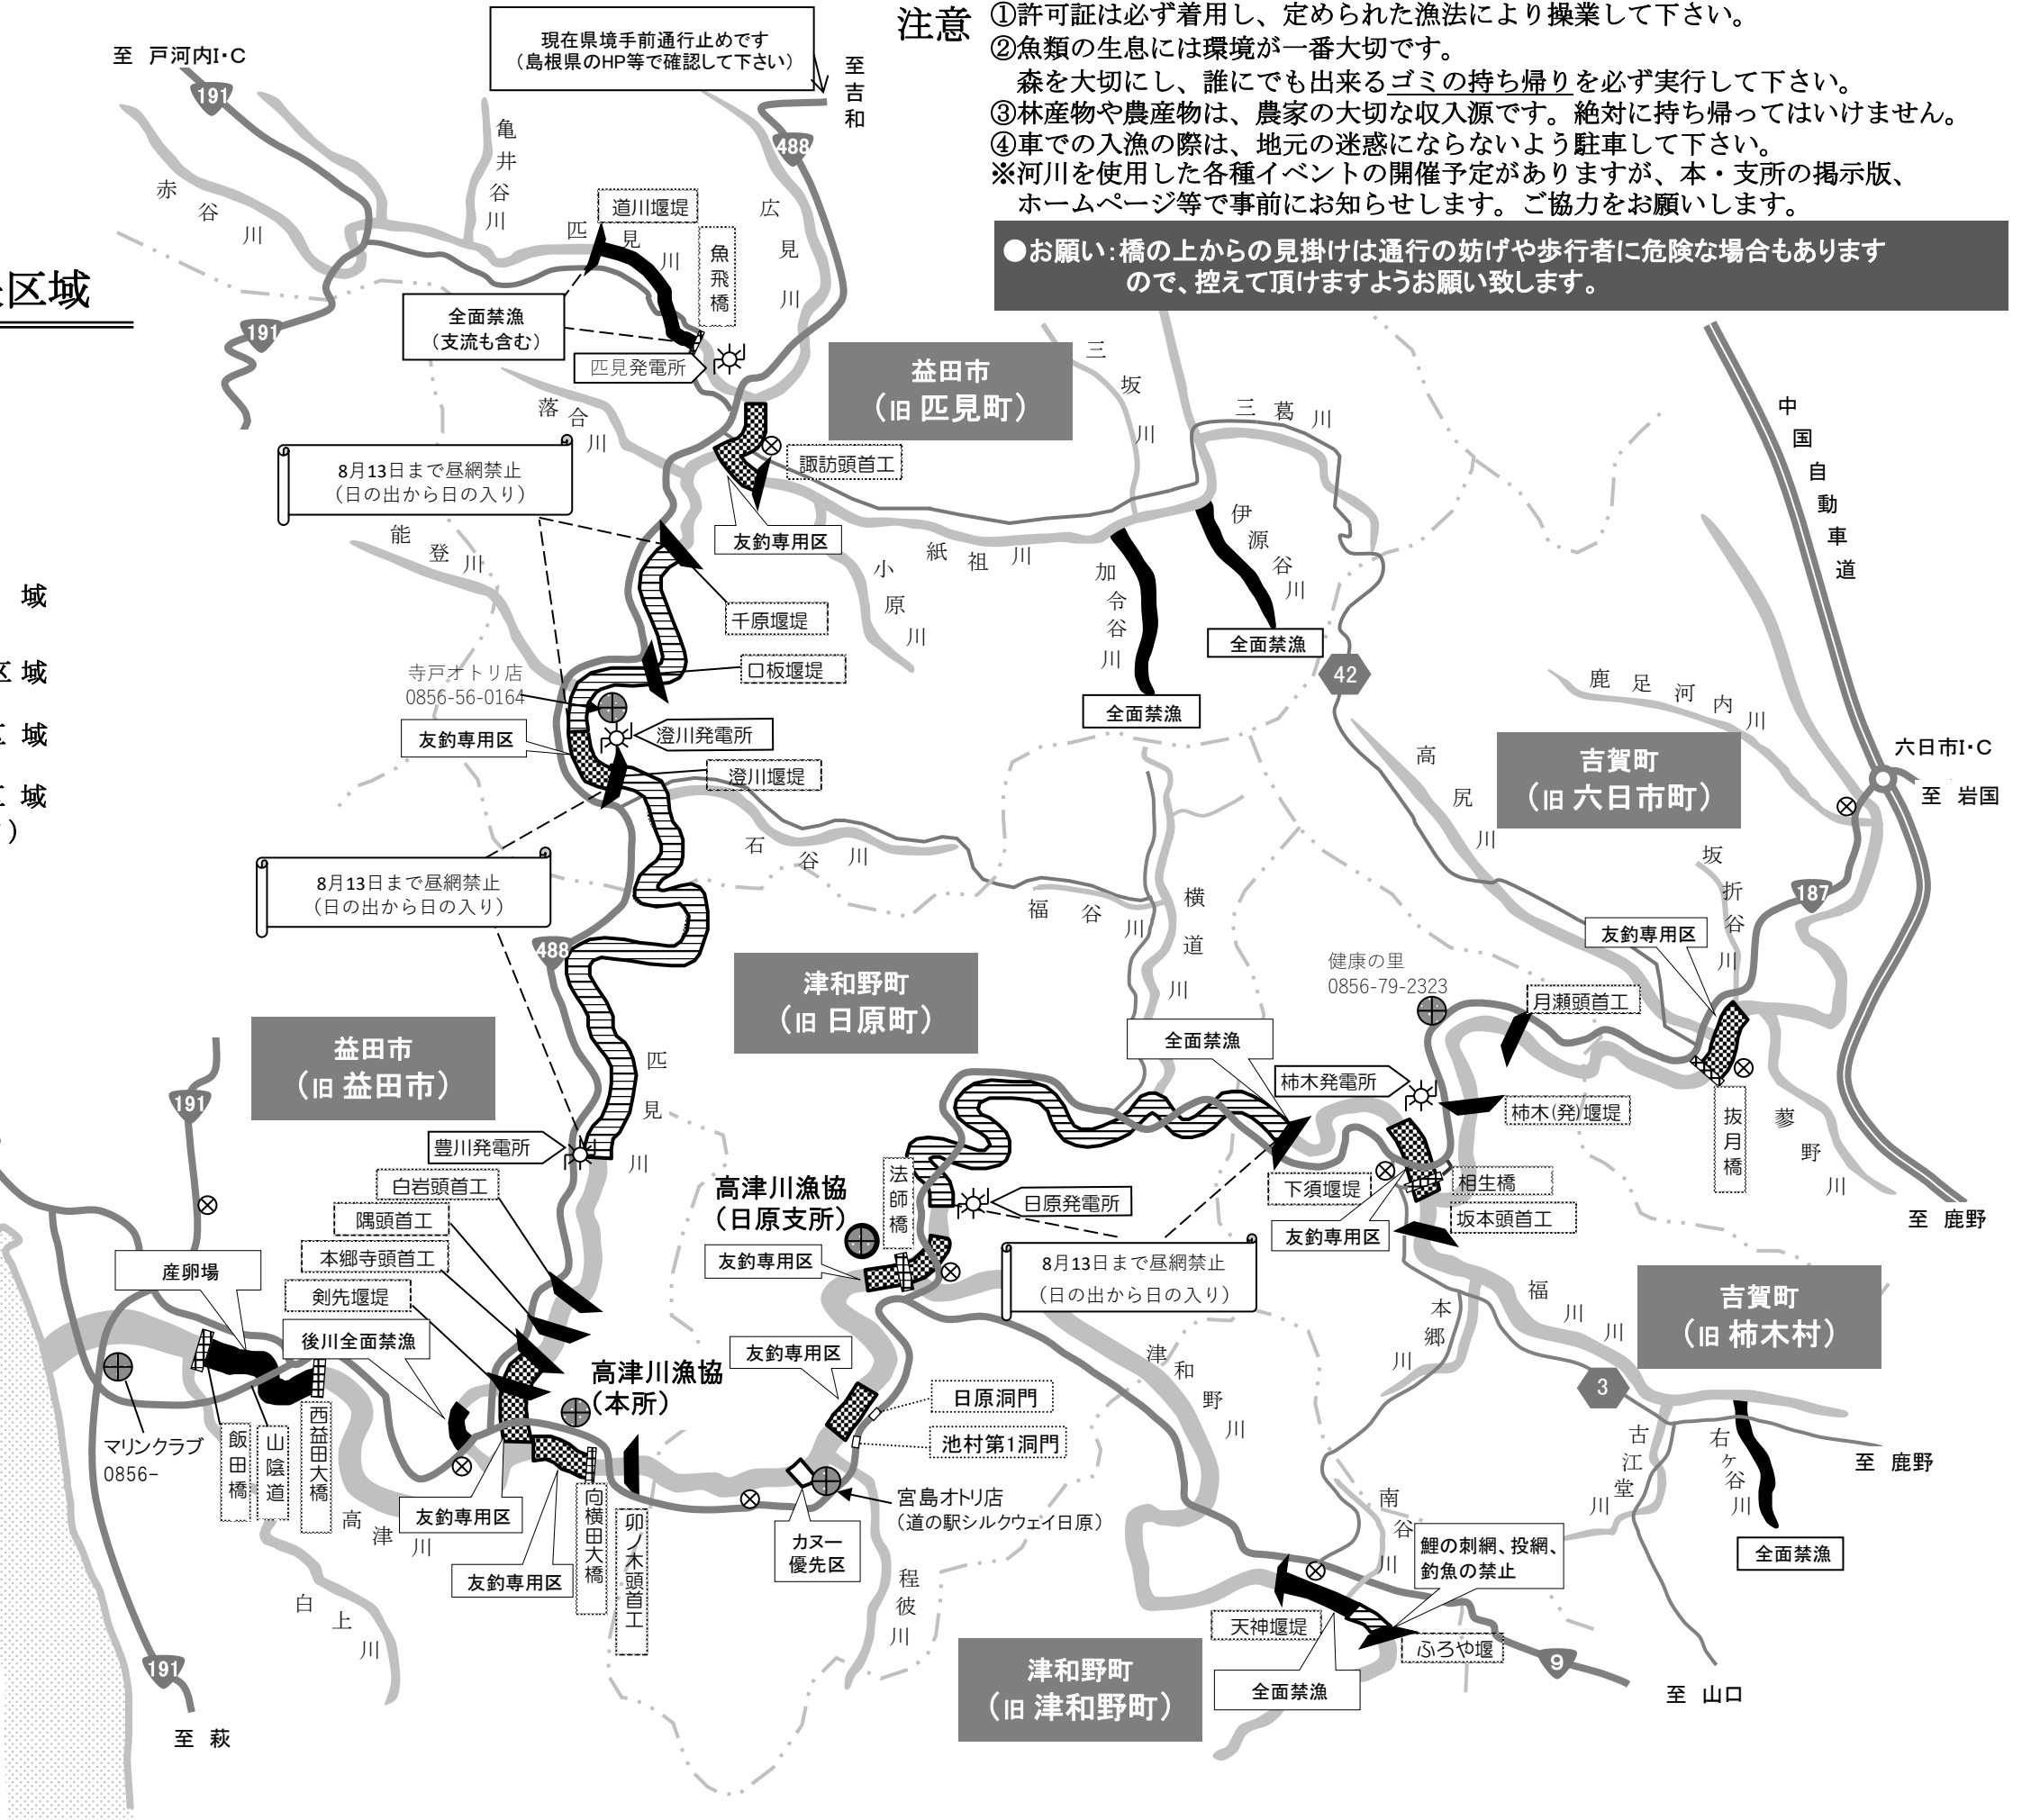 注意 ①許可証は必ず着用し、定められた漁法により操業して下さい。
②魚類の生息には環境が一番大切です。
森を大切にし、誰にでも出来るゴミの持ち帰りを必ず実行して下さい。
③林産物や農産物は、農家の大切な収入源です。絶対に持ち帰ってはいけません。
④車での入漁の際は、地元の迷惑にならないよう駐車して下さい。
※河川を使用した各種イベントの開催予定がありますが、本・支所の掲示版、
ホームページ等で事前にお知らせします。ご協力をお願いします。
●お願い:橋の上からの見掛けは通行の妨げや歩行者に危険な場合もあります
ので、控えて頂けますようお願い致します。
現在県境手前通行止めです
(島根県のHP等で確認して下さい)
至吉和
至 戸河内I・C
191
488
亀井谷川
赤谷川
匹見川
道川堰堤
魚飛橋
広見川
区域
全面禁漁
(支流も含む)
191
匹見発電所
益田市
(旧 匹見町)
三坂川
三葛川
中国自動車道
落合川
8月13日まで昼網禁止
(日の出から日の入り)
諏訪頭首工
友釣専用区
能登川
小原川
紙祖川
伊源谷川
加令谷川
全面禁漁
全面禁漁
千原堰堤
口板堰堤
域
区域
区域
域
)
寺戸オトリ店
0856-56-0164
友釣専用区
澄川発電所
澄川堰堤
42
鹿足河内川
高尻川
吉賀町
(旧 六日市町)
六日市I・C
至 岩国
石谷川
8月13日まで昼網禁止
(日の出から日の入り)
福谷川
横道川
坂折谷川
187
友釣専用区
488
津和野町
(旧 日原町)
健康の里
0856-79-2323
月瀬頭首工
益田市
(旧 益田市)
匹見川
全面禁漁
柿木発電所
柿木(発)堰堤
抜月橋
蓼野川
191
豊川発電所
白岩頭首工
隅頭首工
本郷寺頭首工
剣先堰堤
高津川漁協
(日原支所)
法師橋
日原発電所
下須堰堤
相生橋
坂本頭首工
友釣専用区
至 鹿野
産卵場
後川全面禁漁
友釣専用区
8月13日まで昼網禁止
(日の出から日の入り)
本郷川
福川川
吉賀町
(旧 柿木村)
高津川漁協
(本所)
友釣専用区
日原洞門
池村第1洞門
津和野川
3
マリンクラブ
0856-
飯田橋
山陰道
西益田大橋
高津川
友釣専用区
友釣専用区
向横田大橋
卯ノ木頭首工
カヌー
優先区
宮島オトリ店
(道の駅シルクウェイ日原)
古江堂川
右ヶ谷川
至 鹿野
全面禁漁
白上川
程彼川
南谷川
鯉の刺網、投網、
釣魚の禁止
天神堰堤
ふろや堰
全面禁漁
津和野町
(旧 津和野町)
9
至 山口
191
至 萩